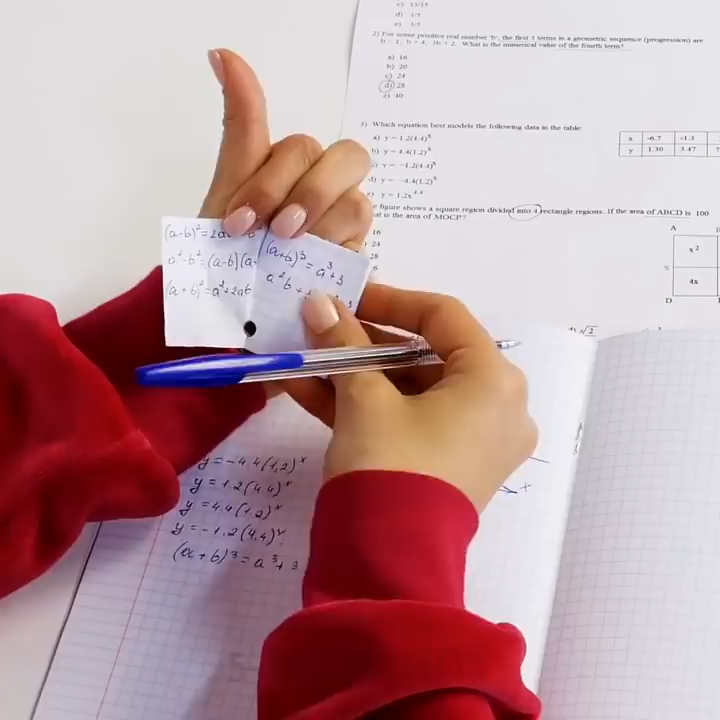 c) 13/15
d) 1/5
e) 3/5
2) For some positive real number 'b', the first 3 terms in a geometric sequence (progression) are
b - 1, b + 4, What is the numerical value of the fourth term?
a) 16
b) 20
c) 24
d) 28
e) 40
3) Which equation best models the following data in the table
a) y = 1.2(4.4)ˣ
b) y = 4.4(1.2)ˣ
y = −1.2(4.4)ˣ
d) y = −4.4(1.2)ˣ
y = 1.2x⁴·⁴
x -6.7 -1.3
y 1.30 3.47 7
figure shows a square region divided into 4 rectangle regions. If the area of ABCD is 100
is the area of MOCP?
16
24
28
A
x²
S
4x
D
√2
(a-b)²=2a
a²-b²=(a-b)(a+
(a+b)²=a²+2ab
(a+b)³=a³+3
a²b+
y=-4.4(1,2)ˣ
y=1.2(4.4)ˣ
y=4.4(1.2)ˣ
y=-1.2(4.4)ˣ
(a+b)³=a³+3
x